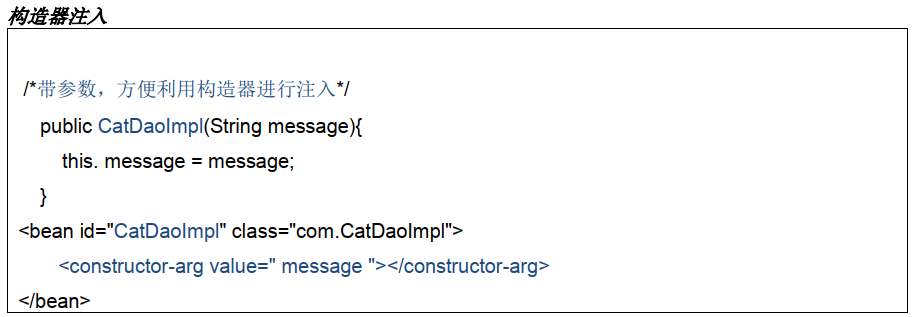 构造器注入
/*带参数，方便利用构造器进行注入*/
public CatDaoImpl(String message){
this. message = message;
}
<bean id="CatDaoImpl" class="com.CatDaoImpl">
<constructor-arg value=" message "></constructor-arg>
</bean>